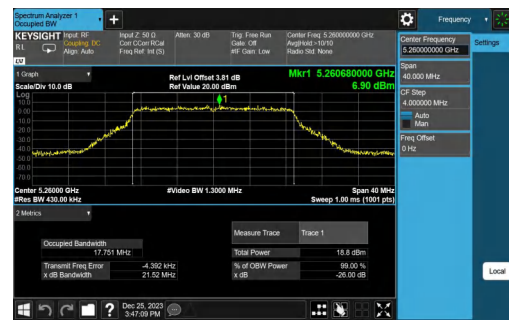 Spectrum Analyzer 1
Occupied BW
+
Frequency
KEYSIGHT
RL
Input: RF
Coupling: DC
Align: Auto
Input Z: 50 Ω
Corr CCorr RCal
Freq Ref: Int (S)
Atten: 30 dB
Trig: Free Run
Gate: Off
#IF Gain: Low
Center Freq: 5.260000000 GHz
Avg|Hold:>10/10
Radio Std: None
Center Frequency
5.260000000 GHz
Settings
Span
40.000 MHz
CF Step
4.000000 MHz
Auto
Man
Freq Offset
0 Hz
Local
1 Graph
Scale/Div 10.0 dB
Ref Lvl Offset 3.81 dB
Ref Value 20.00 dBm
Mkr1 5.260680000 GHz
6.90 dBm
Log
10.0
0.00
-10.0
-20.0
-30.0
-40.0
-50.0
-60.0
-70.0
1
Center 5.26000 GHz
#Res BW 430.00 kHz
#Video BW 1.3000 MHz
Span 40 MHz
Sweep 1.00 ms (1001 pts)
2 Metrics
Measure Trace Trace 1
Occupied Bandwidth
17.751 MHz
Total Power 18.8 dBm
Transmit Freq Error -4.392 kHz
% of OBW Power 99.00 %
x dB Bandwidth 21.52 MHz
x dB -26.00 dB
?
Dec 25, 2023
3:47:09 PM